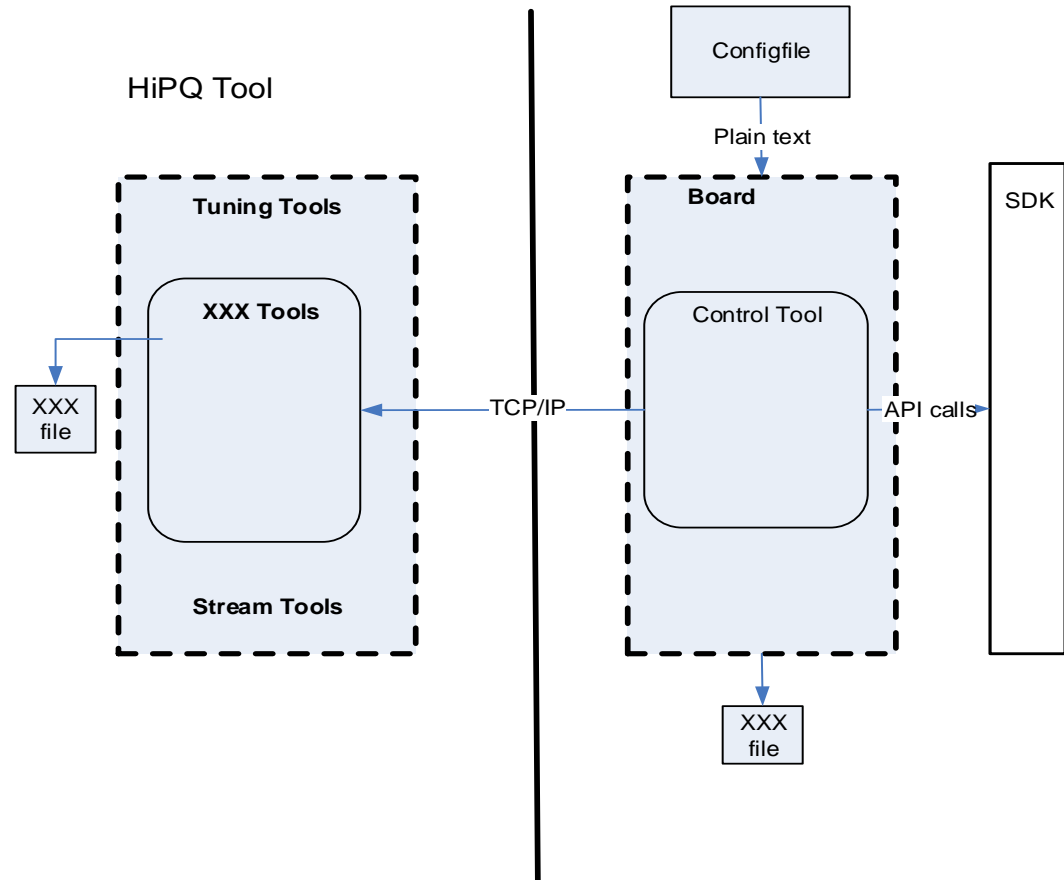 HiPQ Tool
Tuning Tools
XXX Tools
XXX
file
Stream Tools
TCP/IP
Configfile
Plain text
Board
Control Tool
API calls
SDK
XXX
file